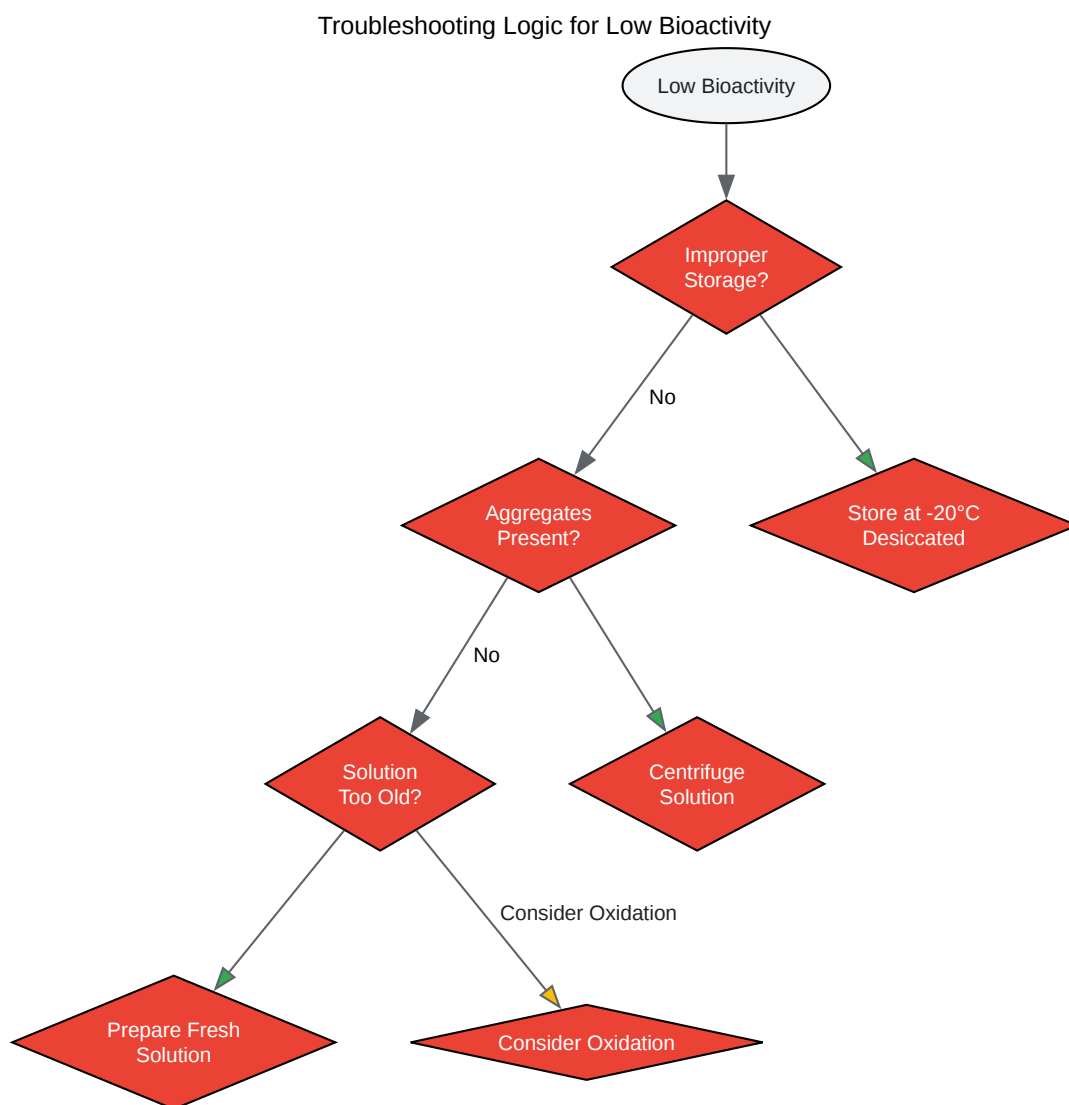 Troubleshooting Logic for Low Bioactivity
Low Bioactivity
Improper
Storage?
No
Aggregates
Present?
Store at -20°C
Desiccated
No
Solution
Too Old?
Centrifuge
Solution
Consider Oxidation
Prepare Fresh
Solution
Consider Oxidation